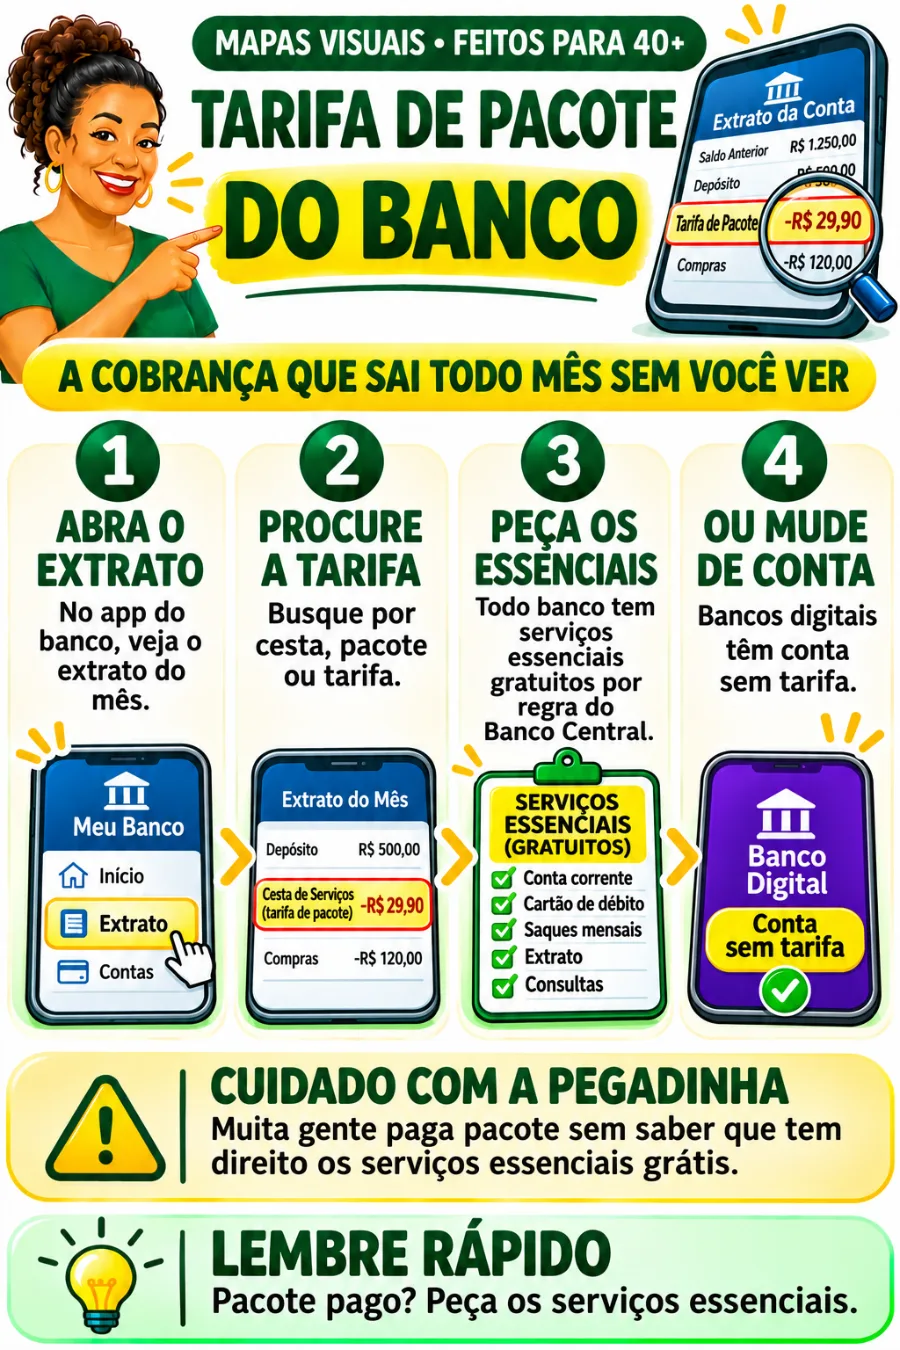 MAPAS VISUAIS • FEITOS PARA 40+
TARIFA DE PACOTE
DO BANCO
Extrato da Conta
Saldo Anterior R$ 1.250,00
Depósito R$ 500,00
Tarifa de Pacote -R$ 29,90
Compras -R$ 120,00
A COBRANÇA QUE SAI TODO MÊS SEM VOCÊ VER
1
ABRA O
EXTRATO
No app do
banco, veja o
extrato do
mês.
Meu Banco
Início
Extrato
Contas
2
PROCURE
A TARIFA
Busque por
cesta, pacote
ou tarifa.
Extrato do Mês
Depósito R$ 500,00
Cesta de Serviços
(tarifa de pacote) -R$ 29,90
Compras -R$ 120,00
3
PEÇA OS
ESSENCIAIS
Todo banco tem
serviços
essenciais
gratuitos por
regra do
Banco Central.
SERVIÇOS
ESSENCIAIS
(GRATUITOS)
Conta corrente
Cartão de débito
Saques mensais
Extrato
Consultas
4
OU MUDE
DE CONTA
Bancos digitais
têm conta
sem tarifa.
Banco
Digital
Conta
sem tarifa
CUIDADO COM A PEGADINHA
Muita gente paga pacote sem saber que tem
direito os serviços essenciais grátis.
LEMBRE RÁPIDO
Pacote pago? Peça os serviços essenciais.